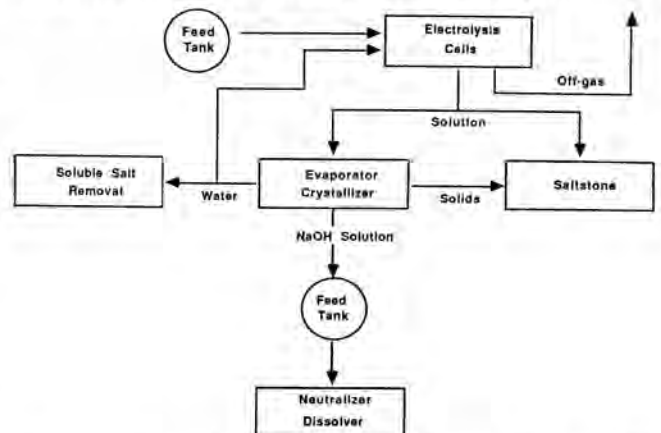 Feed
Tank
Electrolysis
Cells
Off-gas
Solution
Soluble Salt
Removal
Water
Evaporator
Crystallizer
Solids
Saltstone
NaOH Solution
Feed
Tank
Neutralizer
Dissolver